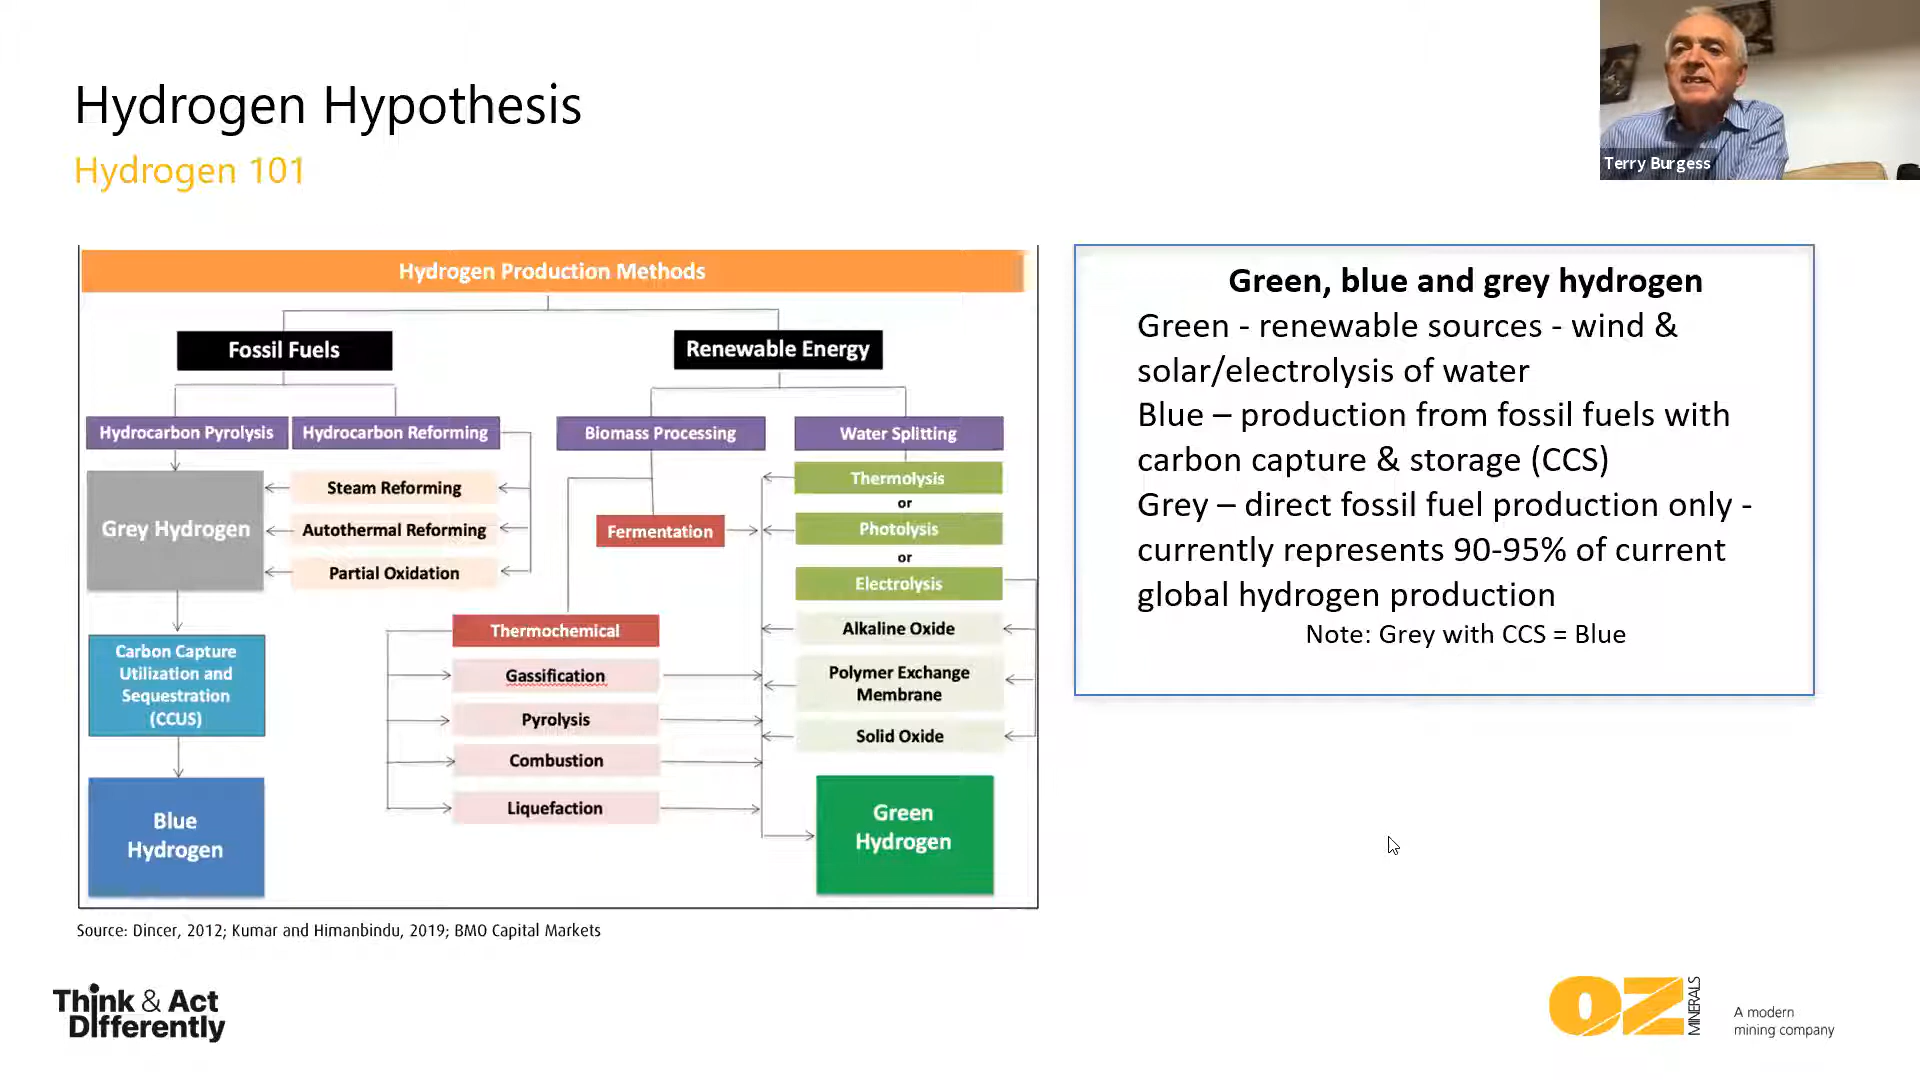 Hydrogen Hypothesis
Hydrogen 101
Terry Burgess
Hydrogen Production Methods
Fossil Fuels
Renewable Energy
Hydrocarbon Pyrolysis
Hydrocarbon Reforming
Biomass Processing
Water Splitting
Grey Hydrogen
Steam Reforming
Autothermal Reforming
Partial Oxidation
Fermentation
Thermolysis
or
Photolysis
or
Electrolysis
Carbon Capture
Utilization and
Sequestration
(CCUS)
Thermochemical
Gassification
Pyrolysis
Combustion
Liquefaction
Alkaline Oxide
Polymer Exchange
Membrane
Solid Oxide
Blue
Hydrogen
Green
Hydrogen
Source: Dincer, 2012; Kumar and Himanbindu, 2019; BMO Capital Markets
Green, blue and grey hydrogen
Green - renewable sources - wind &
solar/electrolysis of water
Blue – production from fossil fuels with
carbon capture & storage (CCS)
Grey – direct fossil fuel production only -
currently represents 90-95% of current
global hydrogen production
Note: Grey with CCS = Blue
Think & Act
Differently
OZ
MINERALS
A modern
mining company